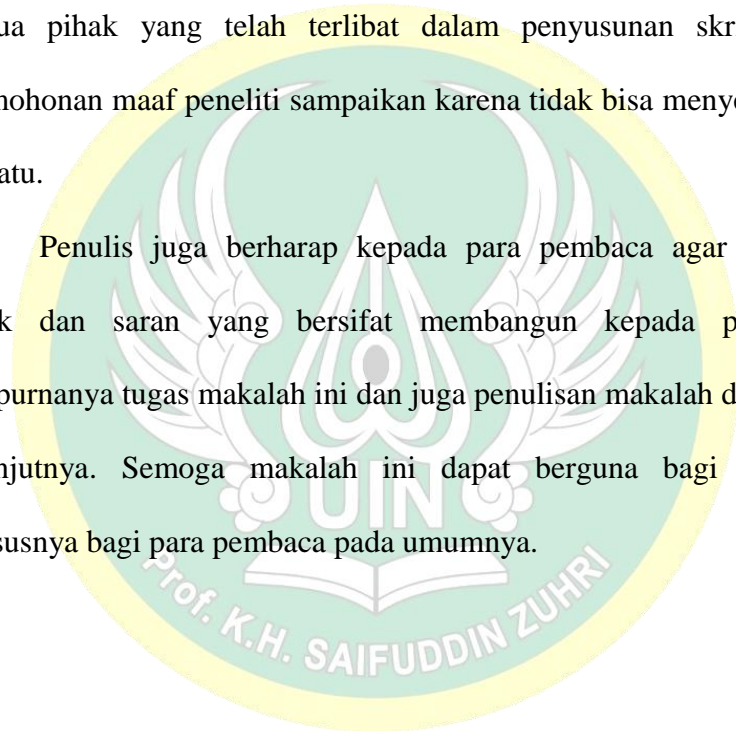 ua pihak yang telah terlibat dalam penyusunan skr
nohonan maaf peneliti sampaikan karena tidak bisa menye
atu.
Penulis juga berharap kepada para pembaca agar
k dan saran yang bersifat membangun kepada p
purnanya tugas makalah ini dan juga penulisan makalah d
njutnya. Semoga makalah ini dapat berguna bagi
susnya bagi para pembaca pada umumnya.
UIN
Prof. K.H. SAIFUDDIN ZUHRI